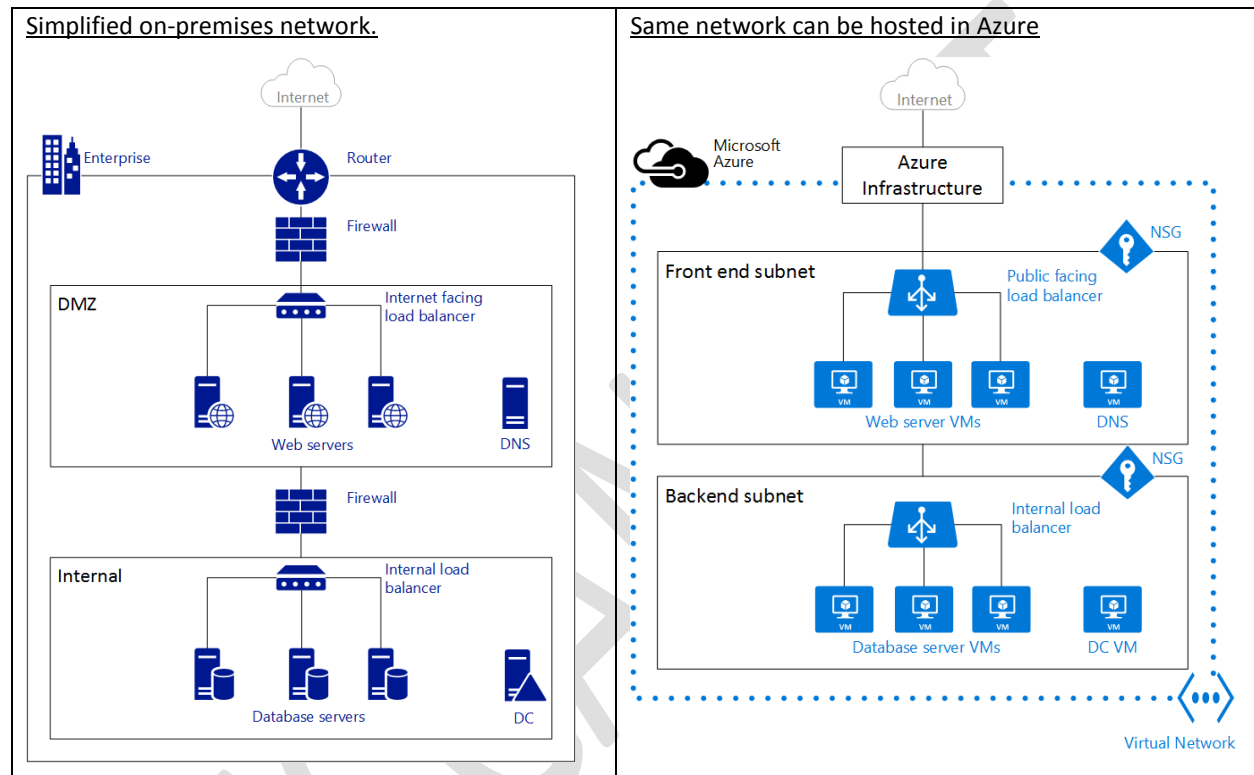 Simplified on-premises network.
Internet
Enterprise
Router
Firewall
DMZ
Internet facing
load balancer
Web servers
DNS
Firewall
Internal
Internal load
balancer
Database servers
DC
Same network can be hosted in Azure
Internet
Microsoft
Azure
Azure
Infrastructure
NSG
Front end subnet
Public facing
load balancer
VM
VM
VM
VM
Web server VMs
DNS
NSG
Backend subnet
Internal load
balancer
VM
VM
VM
VM
Database server VMs
DC VM
Virtual Network